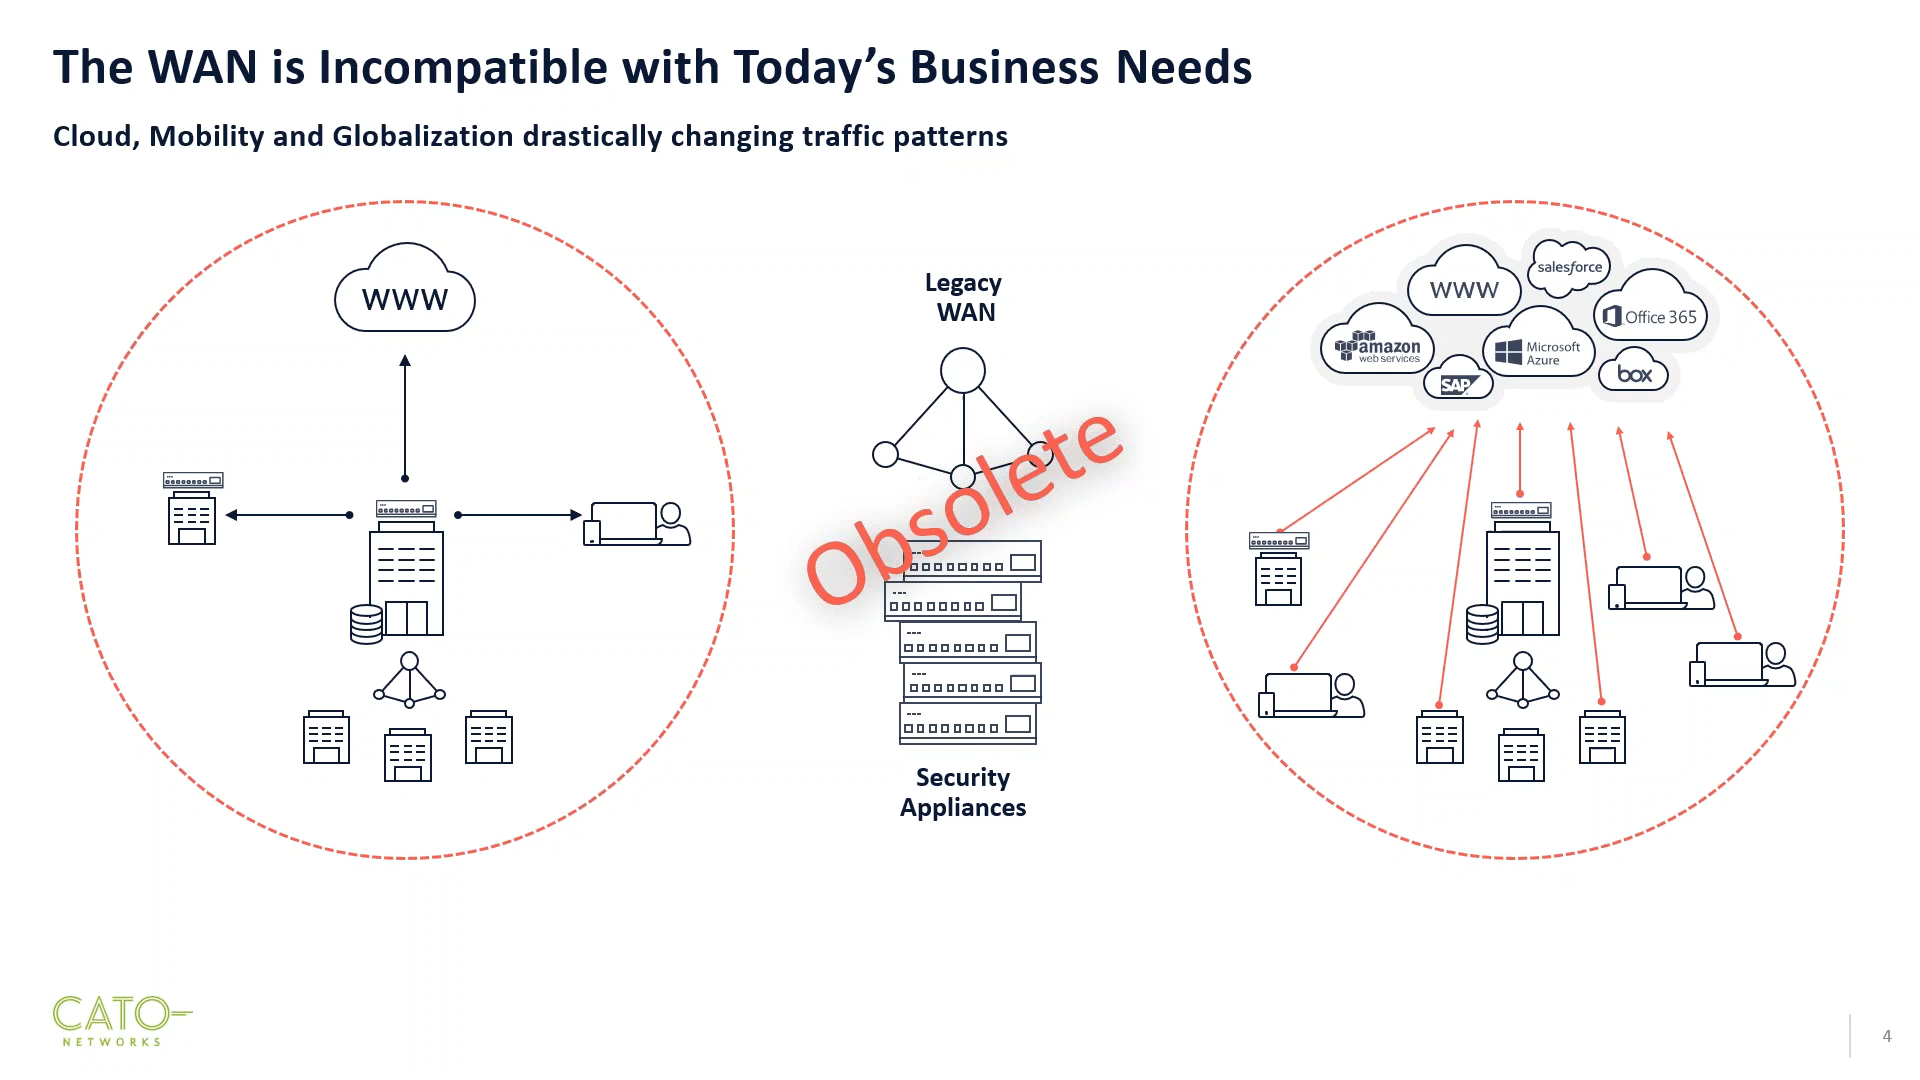 The WAN is Incompatible with Today's Business Needs
Cloud, Mobility and Globalization drastically changing traffic patterns
WWW
Legacy
WAN
Obsolete
Security
Appliances
WWW
salesforce
Office 365
amazon
web services
Microsoft
Azure
SAP
box
CATO
NETWORKS
4